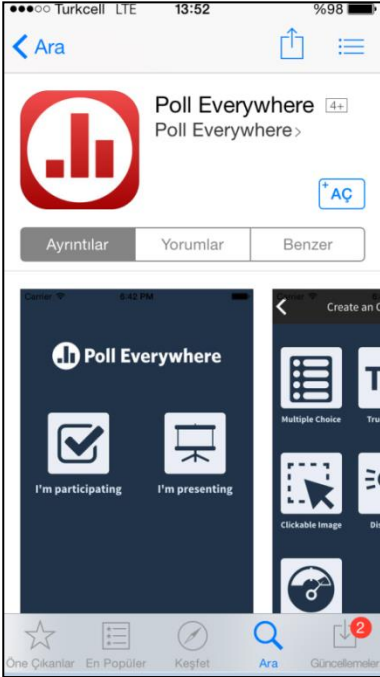 Turkcell LTE 13:52 %98
Ara
Poll Everywhere 4+
Poll Everywhere >
+AÇ
Ayrıntılar Yorumlar Benzer
Carrier 5:42 PM
Poll Everywhere
I'm participating I'm presenting
Create an
Multiple Choice
Clickable Image
Öne Çıkanlar En Popüler Keşfet Ara Güncellemeler
2